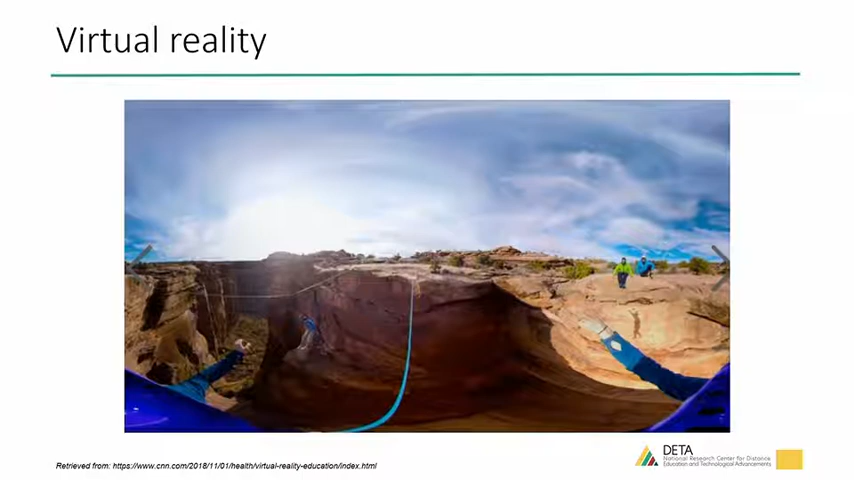 Virtual reality
Retrieved from: https://www.cnn.com/2018/11/01/health/virtual-reality-education/index.html
DETA
National Research Center for Distance
Education and Technological Advancements